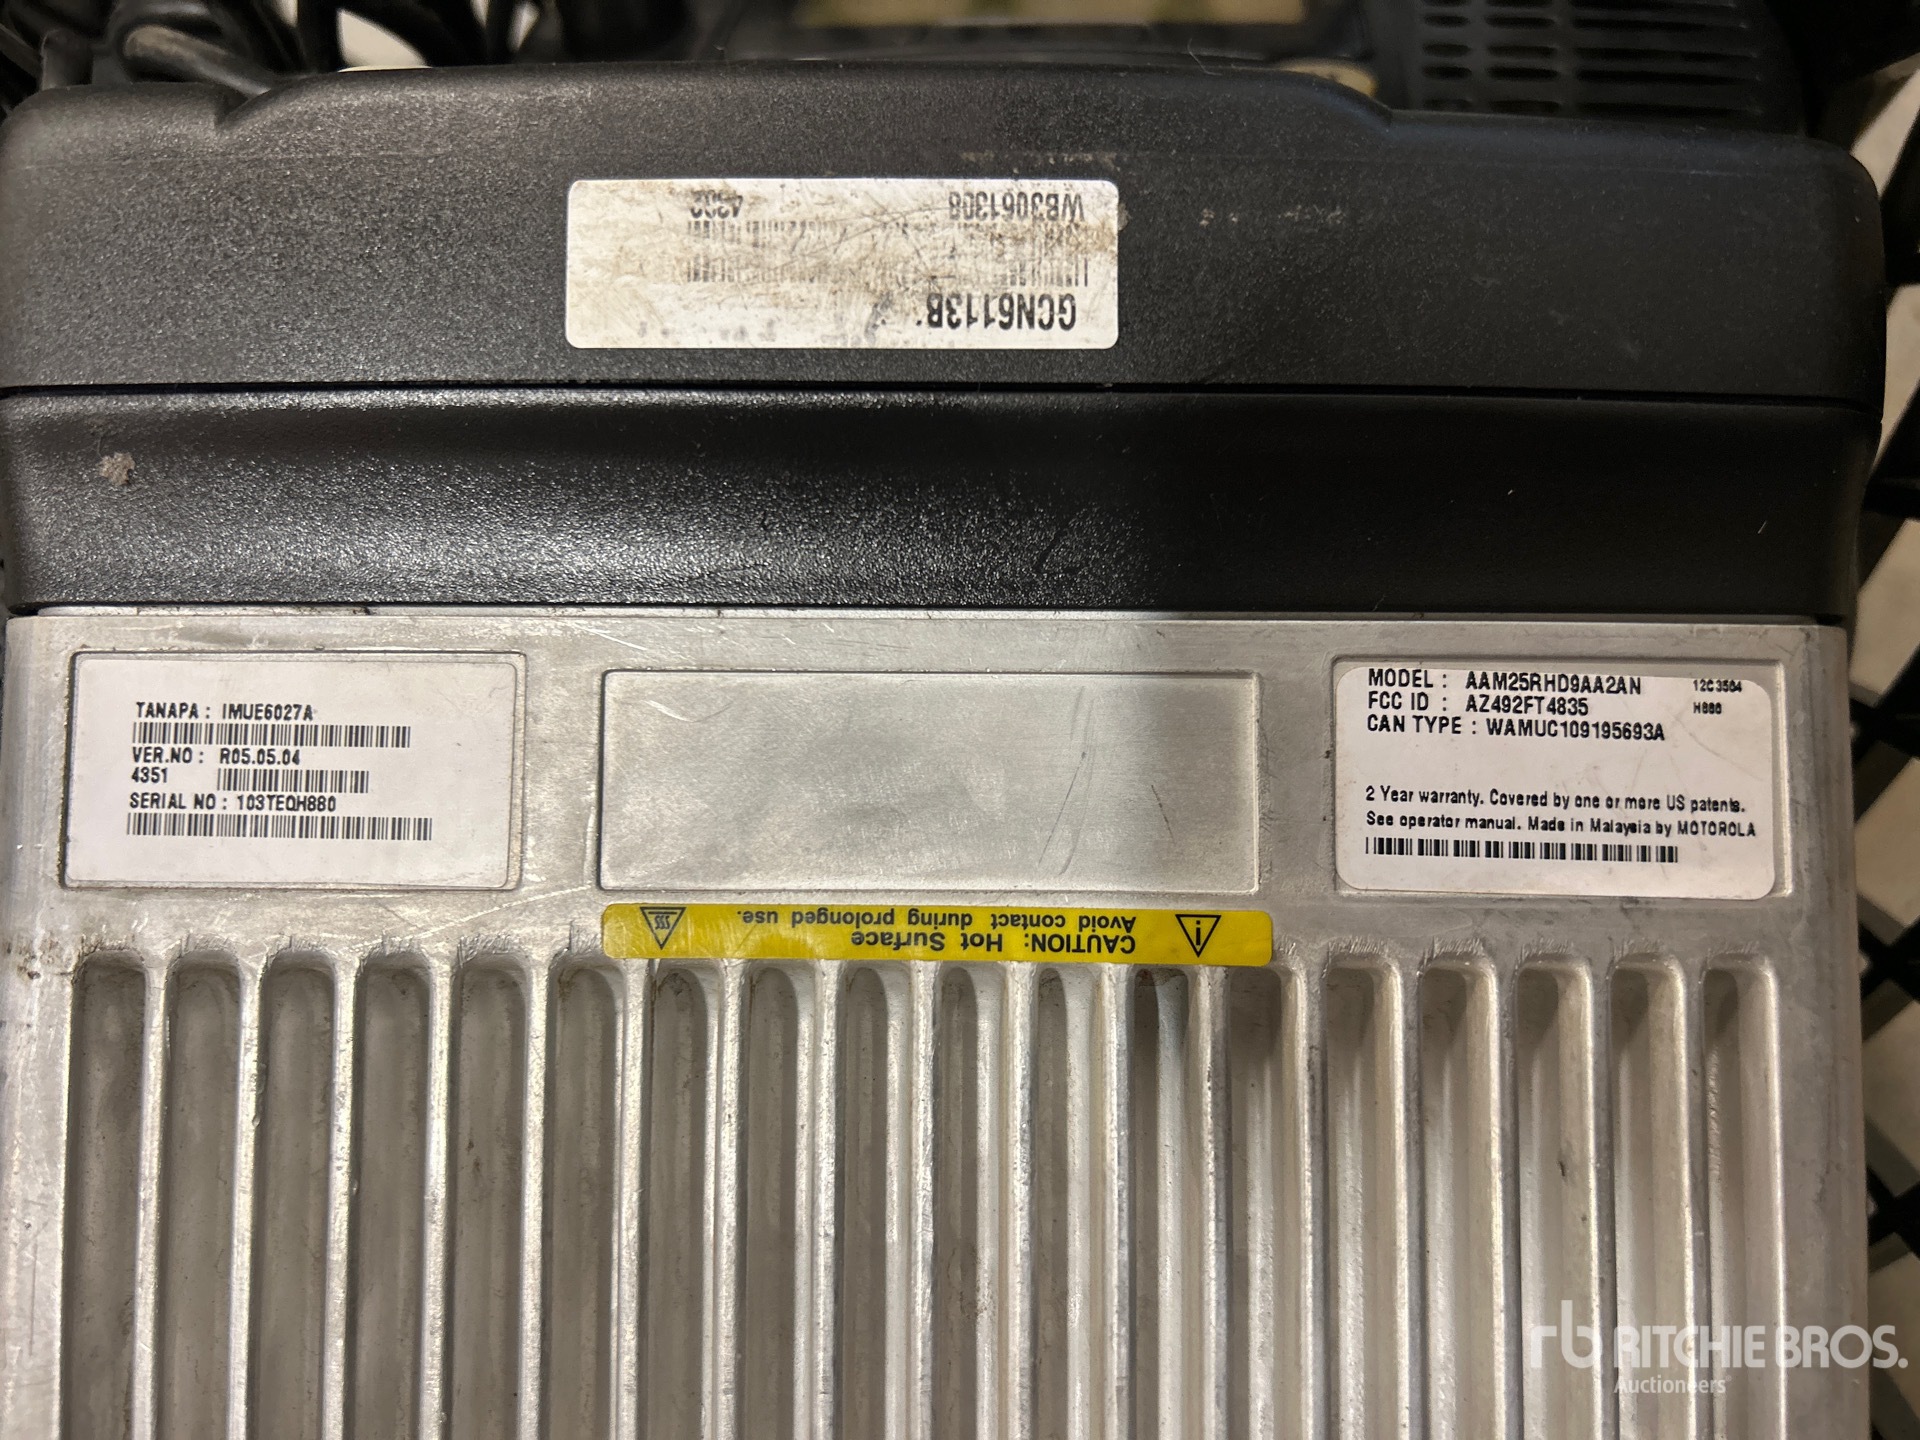 WB3061308 4302
GCN6113B
TANAPA : IMUE6027A
VER.NO : R05.05.04
4351
SERIAL NO : 103TEQH880
MODEL : AAM25RHD9AA2AN 12C3504
FCC ID : AZ492FT4835 H880
CAN TYPE : WAMUC109195693A
2 Year warranty. Covered by one or more US patents.
See operator manual. Made in Malaysia by MOTOROLA
CAUTION: Hot Surface
Avoid contact during prolonged use.
rb RITCHIE BROS.
Auctioneers